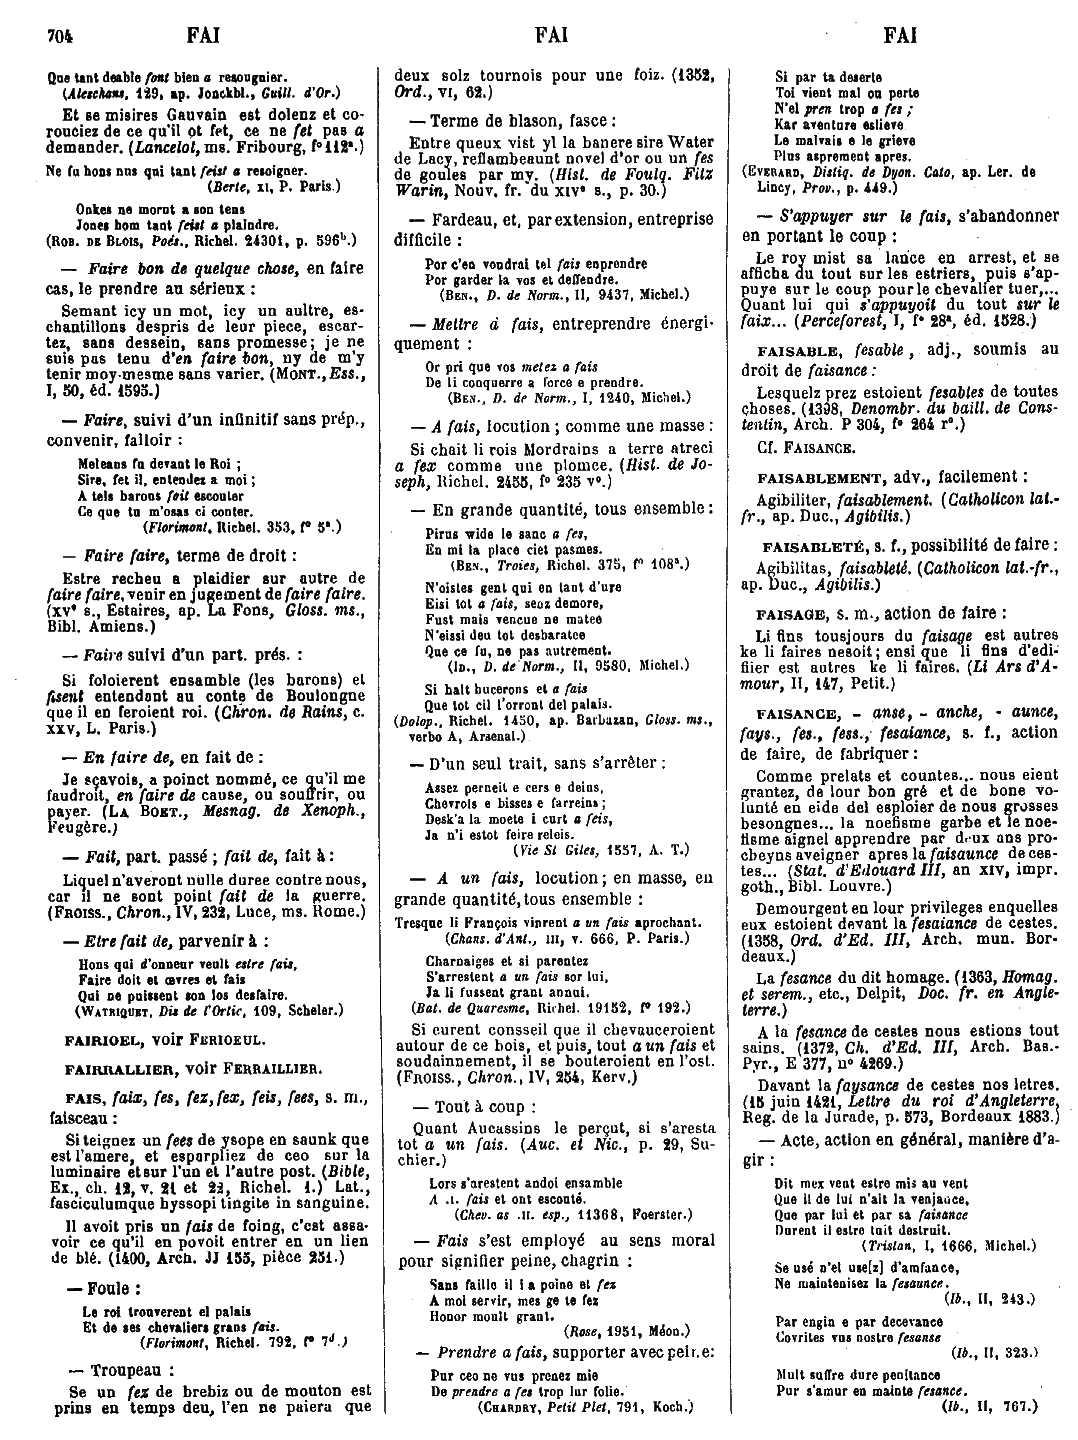 704 FAI FAI FAI
Que tant deable font bien a resougnier.
(Aleschans, 129, ap. Jonckbl., Guill. d'Or.)
Et se misires Gauvain est dolenz et co-
rouciez de ce qu'il ot fet, ce ne fet pas a
demander. (Lancelot, ms. Fribourg, f° 112ª.)
Ne fu hons nus qui tant feist a resoigner.
(Berte, XI, P. Paris.)
Onkes ne morut a son tens
Jones hom tant feist a plaindre.
(ROB. DE BLOIS, Poés., Richel. 24301, p. 596ᵇ.)
— Faire bon de quelque chose, en faire
cas, le prendre au sérieux :
Semant icy un mot, icy un aultre, es-
chantillons despris de leur piece, escar-
tez, sans dessein, sans promesse; je ne
suis pas tenu d'en faire bon, ny de m'y
tenir moy-mesme sans varier. (MONT., Ess.,
I, 50, éd. 1595.)
— Faire, suivi d'un infinitif sans prép.,
convenir, falloir :
Meleans fu devant le Roi ;
Sire, fet il, entendez a moi ;
A tels barons feit escouter
Ce que tu m'osas ci conter.
(Florimont, Richel. 353, f° 5ª.)
— Faire faire, terme de droit :
Estre recheu a plaidier sur autre de
faire faire, venir en jugement de faire faire.
(XVᵉ s., Estaires, ap. La Fons, Gloss. ms.,
Bibl. Amiens.)
— Faire suivi d'un part. prés. :
Si foloierent ensamble (les barons) et
fisent entendant au conte de Boulongne
que il en feroient roi. (Chron. de Rains, c.
XXV, L. Paris.)
— En faire de, en fait de :
Je sçavois, a poinct nommé, ce qu'il me
faudroit, en faire de cause, ou souffrir, ou
payer. (LA BOET., Mesnag. de Xenoph.,
Feugère.)
— Fait, part. passé ; fait de, fait à :
Liquel n'averont nulle duree contre nous,
car il ne sont point fait de la guerre.
(FROISS., Chron., IV, 232, Luce, ms. Rome.)
— Etre fait de, parvenir à :
Hons qui d'onneur veult estre fais,
Faire doit et œvres et fais
Qui ne puissent son los desfaire.
(WATRIQUET, Dis de l'Ortie, 109, Scheler.)
FAIRIOEL, voir FERIOEUL.
FAIRRALLIER, voir FERRAILLIER.
FAIS, faix, fes, fez, fex, feis, fees, s. m.,
faisceau :
Si teignez un fees de ysope en saunk que
est l'amere, et esparpliez de ceo sur la
luminaire et sur l'un et l'autre post. (Bible,
Ex., ch. 12, v. 21 et 22, Richel. 1.) Lat.,
fasciculumque hyssopi tingite in sanguine.
Il avoit pris un fais de foing, c'est assa-
voir ce qu'il en povoit entrer en un lien
de blé. (1400, Arch. JJ 155, pièce 251.)
— Foule :
Le roi trouverent el palais
Et de ses chevaliers grans fais.
(Florimont, Richel. 792, f° 7ᵈ.)
— Troupeau :
Se un fez de brebiz ou de mouton est
prins en temps deu, l'en ne paiera que
deux solz tournois pour une foiz. (1352,
Ord., VI, 62.)
— Terme de blason, fasce :
Entre queux vist yl la banere sire Water
de Lacy, reflambeaunt novel d'or ou un fes
de goules par my. (Hist. de Foulq. Fitz
Warin, Nouv. fr. du XIVᵉ s., p. 30.)
— Fardeau, et, par extension, entreprise
difficile :
Por c'en voudrai tel fais enprendre
Por garder la vos et deffendre.
(BEN., D. de Norm., II, 9437, Michel.)
— Mettre à fais, entreprendre énergi-
quement :
Or pri que vos metez a fais
De li conquerre a force e prendre.
(BEN., D. de Norm., I, 1240, Michel.)
— A fais, locution ; comme une masse :
Si chait li rois Mordrains a terre atreci
a fex comme une plomee. (Hist. de Jo-
seph, Richel. 2455, f° 235 v°.)
— En grande quantité, tous ensemble :
Pirus wide le sanc a fes,
En mi la place ciet pasmes.
(BEN., Troies, Richel. 375, f° 108ª.)
N'oistes gent qui en tant d'ure
Eisi tot a fais, senz demore,
Fust mais vencue ne matee
N'eissi deu tot desbaratee
Que ce fu, ne pas autrement.
(ID., D. de Norm., II, 9580, Michel.)
Si halt bucerons et a fais
Que tot cil l'orront del palais.
(Dolop., Richel. 1450, ap. Barbazan, Gloss. ms.,
verbo A, Arsenal.)
— D'un seul trait, sans s'arrêter :
Assez perneit e cers e deins,
Chevrols e bisses e farreins ;
Desk'a la moete i curt a feis,
Ja n'i estot feire releis.
(Vie St Giles, 1557, A. T.)
— A un fais, locution ; en masse, en
grande quantité, tous ensemble :
Tresque li François vinrent a un fais aprochant.
(Chans. d'Ant., III, v. 666, P. Paris.)
Charnaiges et si parentez
S'arrestent a un fais sor lui,
Ja li fussent grant annui.
(Bat. de Quaresme, Richel. 19152, f° 192.)
Si eurent consseil que il chevauceroient
autour de ce bois, et puis, tout a un fais et
soudainnement, il se bouteroient en l'ost.
(FROISS., Chron., IV, 254, Kerv.)
— Tout à coup :
Quant Aucassins le perçut, si s'aresta
tot a un fais. (Auc. et Nic., p. 29, Su-
chier.)
Lors s'arestent andoi ensamble
A .I. fais et ont escouté.
(Chev. as .II. esp., 11368, Foerster.)
— Fais s'est employé au sens moral
pour signifier peine, chagrin :
Sans faille il i a poine et fez
A moi servir, mes ge te fez
Honor moult grant.
(Rose, 1951, Méon.)
— Prendre a fais, supporter avec peine:
Pur ceo ne vus prenez mie
De prendre a fes trop lur folie.
(CHARDRY, Petit Plet, 791, Koch.)
Si par ta deserte
Toi vient mal ou perte
N'el pren trop a fes ;
Kar aventure eslieve
Le malvais e le grieve
Plus asprement apres.
(EVERARD, Distiq. de Dyon. Cato, ap. Ler. de
Lincy, Prov., p. 449.)
— S'appuyer sur le fais, s'abandonner
en portant le coup :
Le roy mist sa lance en arrest, et se
afficha du tout sur les estriers, puis s'ap-
puye sur le coup pour le chevalier tuer,...
Quant lui qui s'appuyoit du tout sur le
faix... (Perceforest, I, f° 28ª, éd. 1528.)
FAISABLE, fesable, adj., soumis au
droit de faisance :
Lesquelz prez estoient fesables de toutes
choses. (1398, Denombr. du baill. de Cons-
tentin, Arch. P 304, f° 264 r°.)
Cf. FAISANCE.
FAISABLEMENT, adv., facilement :
Agibiliter, faisablement. (Catholicon lat.-
fr., ap. Duc., Agibilis.)
FAISABLETÉ, s. f., possibilité de faire :
Agibilitas, faisableté. (Catholicon lat.-fr.,
ap. Duc., Agibilis.)
FAISAGE, s. m., action de faire :
Li fins tousjours du faisage est autres
ke li faires nesoit ; ensi que li fins d'edi-
fiier est autres ke li faires. (Li Ars d'A-
mour, II, 147, Petit.)
FAISANCE, - anse, - anche, - aunce,
fays., fes., fess., fesaiance, s. f., action
de faire, de fabriquer :
Comme prelats et countes... nous eient
grantez, de lour bon gré et de bone vo-
lunté en eide del esploier de nous grosses
besongnes... la noefisme garbe et le noe-
fisme aignel apprendre par deux ans pro-
cheyns aveigner apres la faisaunce de ces-
tes... (Stat. d'Edouard III, an XIV, impr.
goth., Bibl. Louvre.)
Demourgent en lour privileges enquelles
eux estoient devant la fesaiance de cestes.
(1358, Ord. d'Ed. III, Arch. mun. Bor-
deaux.)
La fesance du dit homage. (1363, Homag.
et serem., etc., Delpit, Doc. fr. en Angle-
terre.)
A la fesance de cestes nous estions tout
sains. (1372, Ch. d'Ed. III, Arch. Bas.-
Pyr., E 377, n° 4269.)
Davant la faysance de cestes nos letres.
(15 juin 1421, Lettre du roi d'Angleterre,
Reg. de la Jurade, p. 573, Bordeaux 1883.)
— Acte, action en général, manière d'a-
gir :
Dit mex vent estre mis au vent
Que il de lui n'ait la venjance,
Que par lui et par sa faisance
Durent il estre tuit destruit.
(Tristan, I, 1666, Michel.)
Se usé n'el use[z] d'amfance,
Ne maintenisez la fesaunce.
(Ib., II, 243.)
Par engin e par decevance
Covrites vus nostre fesanse
(Ib., II, 323.)
Mult suffre dure penitance
Pur s'amur en mainte fesance.
(Ib., II, 767.)